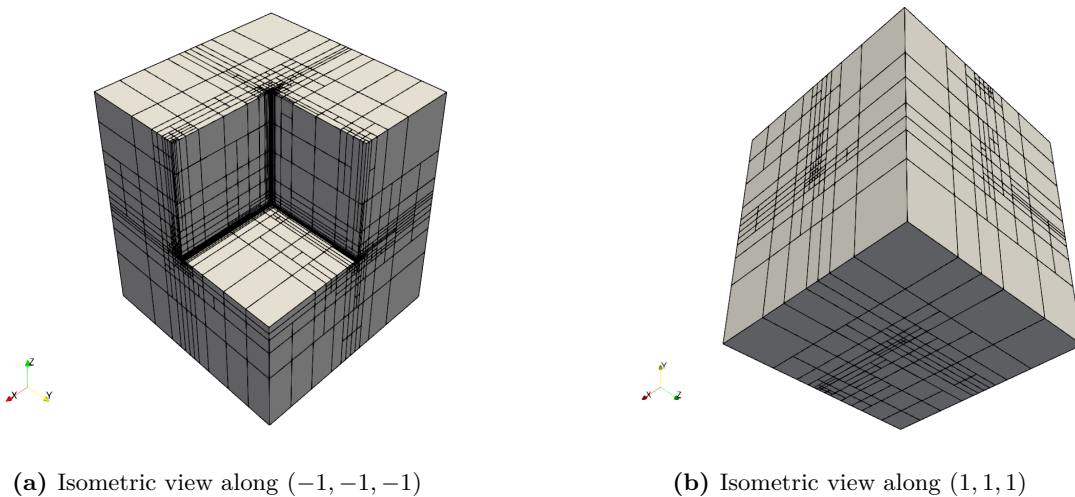 Z
X
Y
Y
X
Z
(a) Isometric view along (−1, −1, −1)
(b) Isometric view along (1, 1, 1)